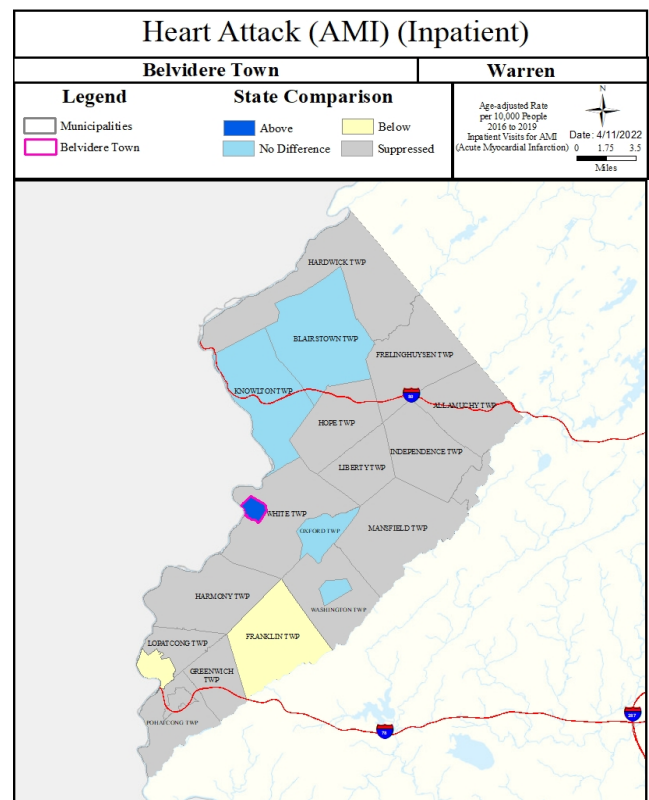 Heart Attack (AMI) (Inpatient)
Belvidere Town
Warren
Legend
Municipalities
Belvidere Town
State Comparison
Above
No Difference
Below
Suppressed
Age-adjusted Rate
per 10,000 People
2016 to 2019
Inpatient Visits for AMI
(Acute Myocardial Infarction)
N
Date: 4/11/2022
0 1.75 3.5
Miles
HARDWICK TWP
BLAIRSTOWN TWP
FRELINGHUYSEN TWP
KNOWLTON TWP
80
ALLAMUCHY TWP
HOPE TWP
INDEPENDENCE TWP
LIBERTY TWP
WHITE TWP
OXFORD TWP
MANSFIELD TWP
HARMONY TWP
WASHINGTON TWP
FRANKLIN TWP
LOPATCONG TWP
GREENWICH
TWP
POHATCONG TWP
78
287